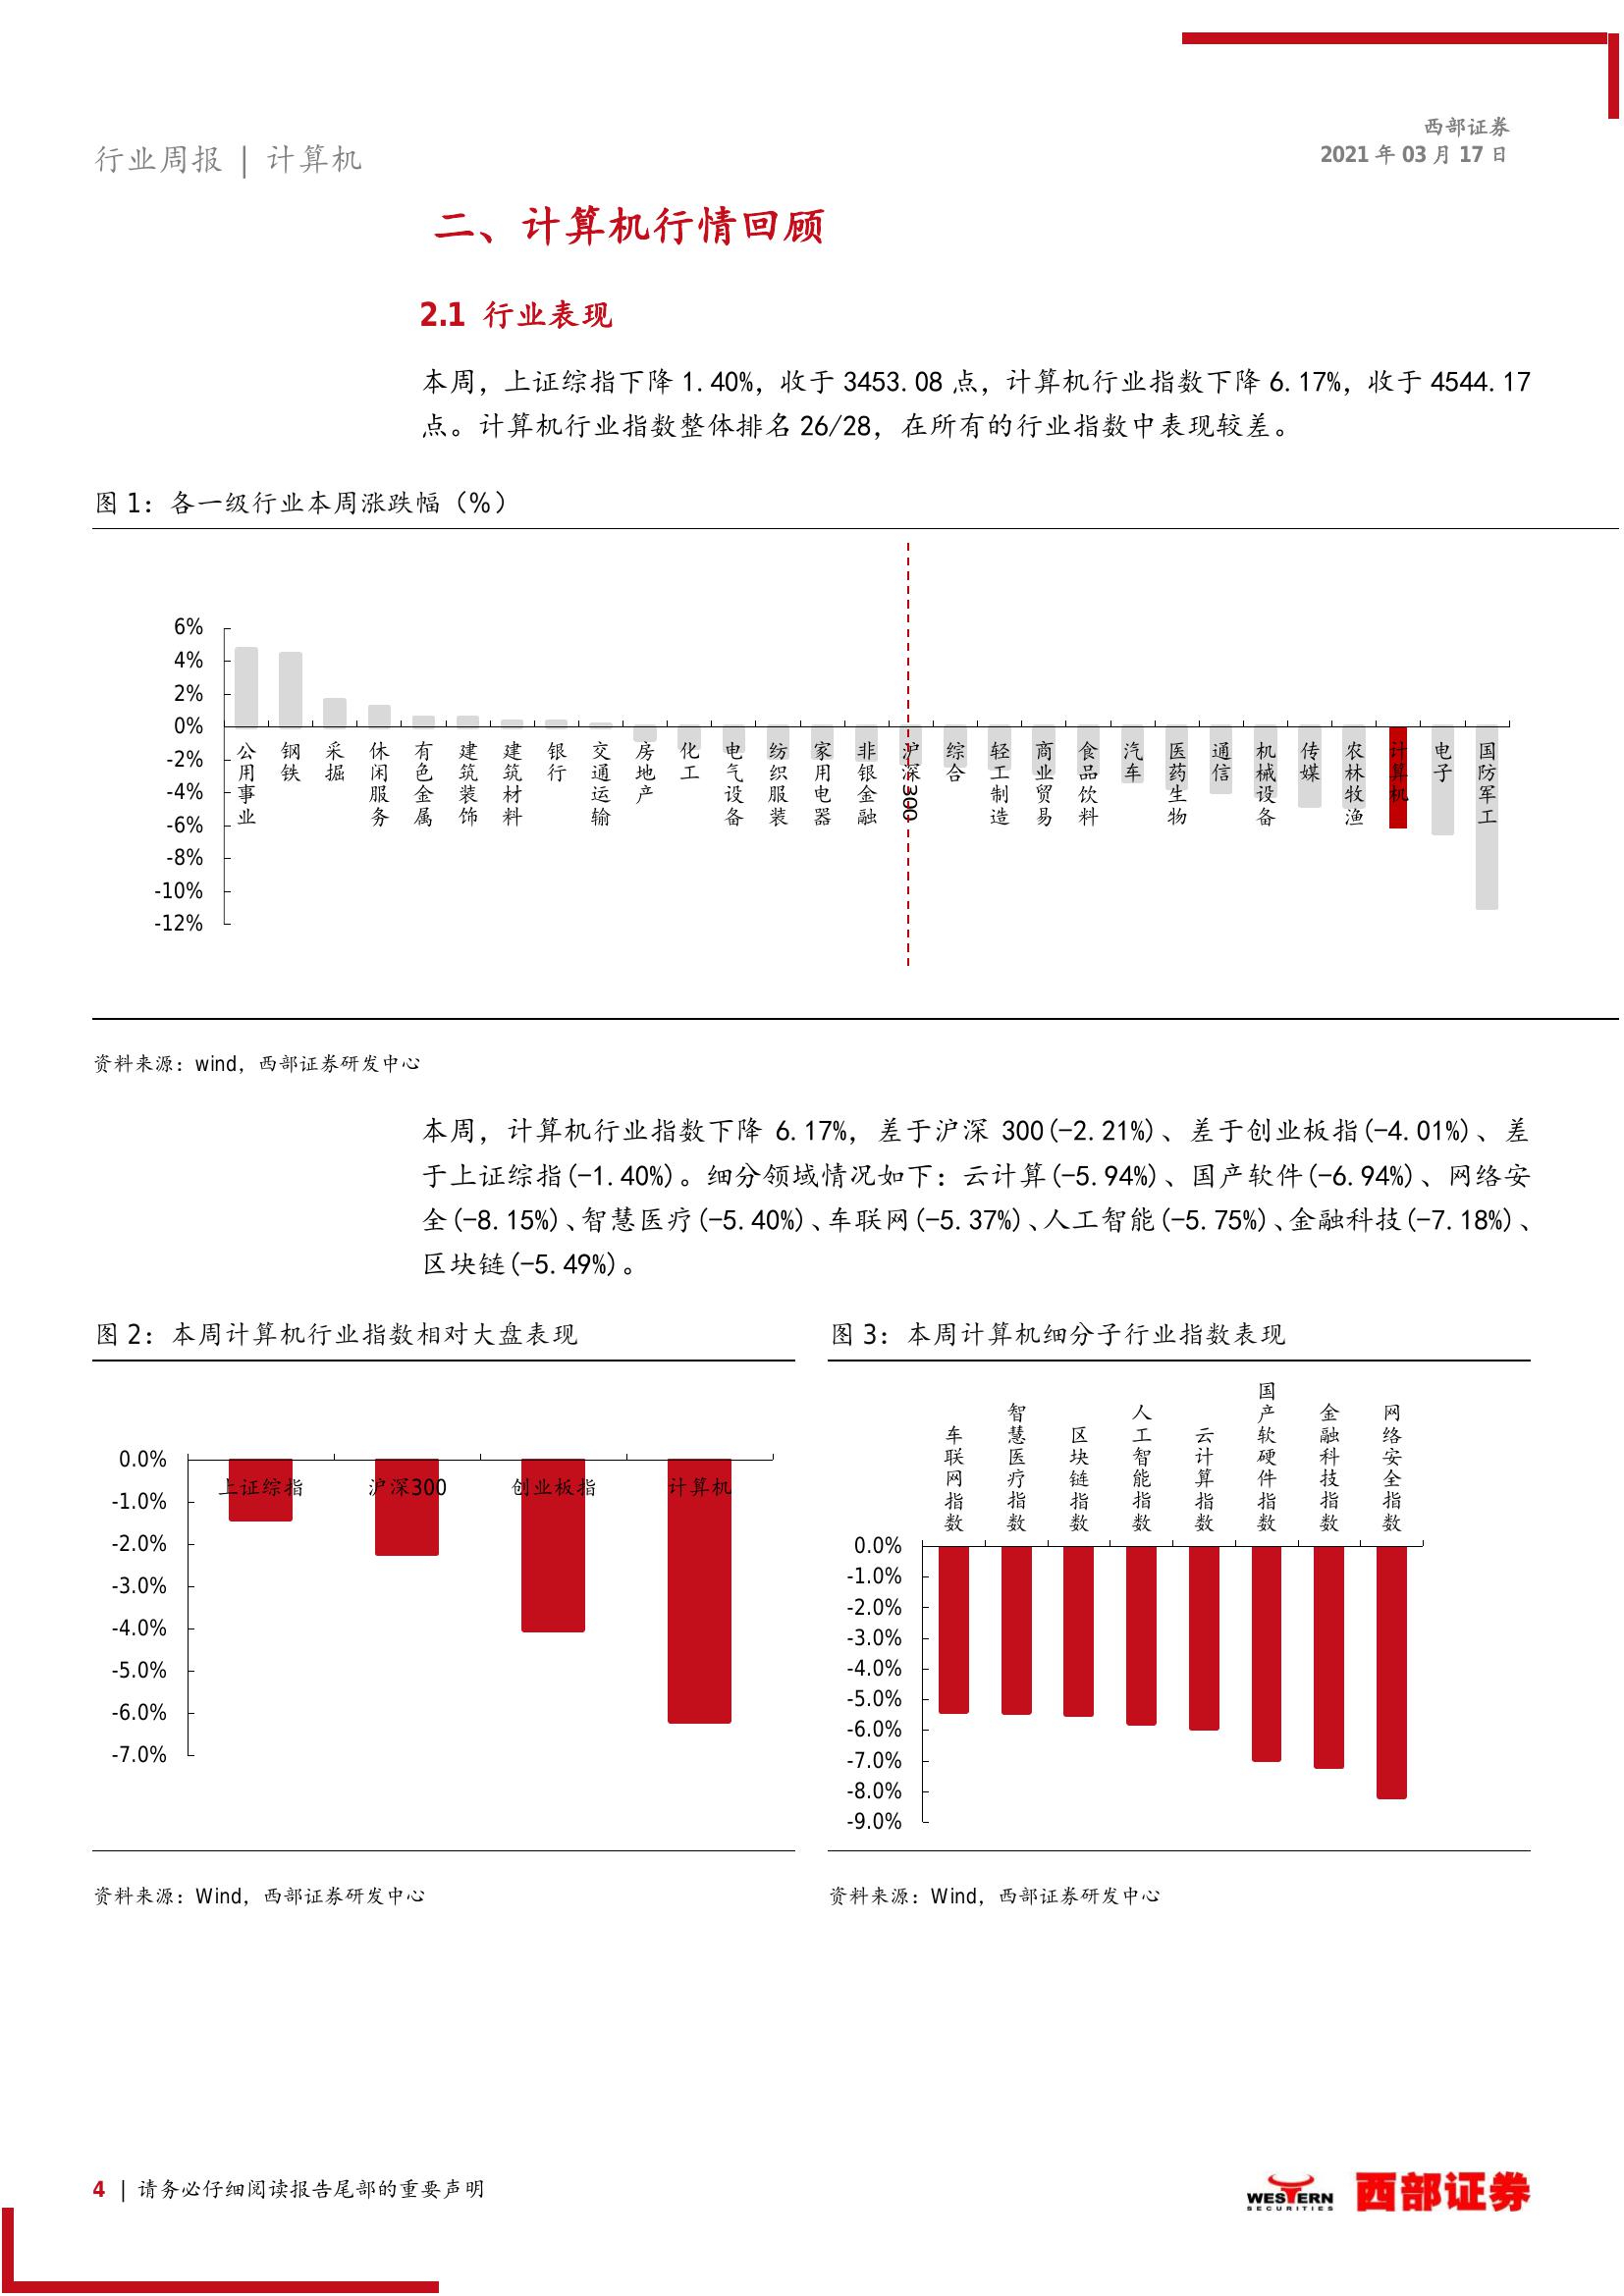 西部证券
行业周报 | 计算机
2021 年 03 月 17 日
二、计算机行情回顾
2.1 行业表现
本周，上证综指下降 1.40%，收于 3453.08 点，计算机行业指数下降 6.17%，收于 4544.17
点。计算机行业指数整体排名 26/28，在所有的行业指数中表现较差。
图 1：各一级行业本周涨跌幅（%）
6%
4%
2%
0%
-2%
-4%
-6%
-8%
-10%
-12%
公用事业
钢铁
采掘
休闲服务
有色金属
建筑装饰
建筑材料
银行
交通运输
房地产
化工
电气设备
纺织服装
家用电器
非银金融
沪深300
综合
轻工制造
商业贸易
食品饮料
汽车
医药生物
通信
机械设备
传媒
农林牧渔
计算机
电子
国防军工
资料来源：wind，西部证券研发中心
本周，计算机行业指数下降 6.17%，差于沪深 300(-2.21%)、差于创业板指(-4.01%)、差
于上证综指(-1.40%)。细分领域情况如下：云计算(-5.94%)、国产软件(-6.94%)、网络安
全(-8.15%)、智慧医疗(-5.40%)、车联网(-5.37%)、人工智能(-5.75%)、金融科技(-7.18%)、
区块链(-5.49%)。
图 2：本周计算机行业指数相对大盘表现
0.0%
-1.0%
-2.0%
-3.0%
-4.0%
-5.0%
-6.0%
-7.0%
上证综指
沪深300
创业板指
计算机
资料来源：Wind，西部证券研发中心
图 3：本周计算机细分子行业指数表现
车联网指数
智慧医疗指数
区块链指数
人工智能指数
云计算指数
国产软硬件指数
金融科技指数
网络安全指数
0.0%
-1.0%
-2.0%
-3.0%
-4.0%
-5.0%
-6.0%
-7.0%
-8.0%
-9.0%
资料来源：Wind，西部证券研发中心
4 | 请务必仔细阅读报告尾部的重要声明
WESTERN
SECURITIES
西部证券